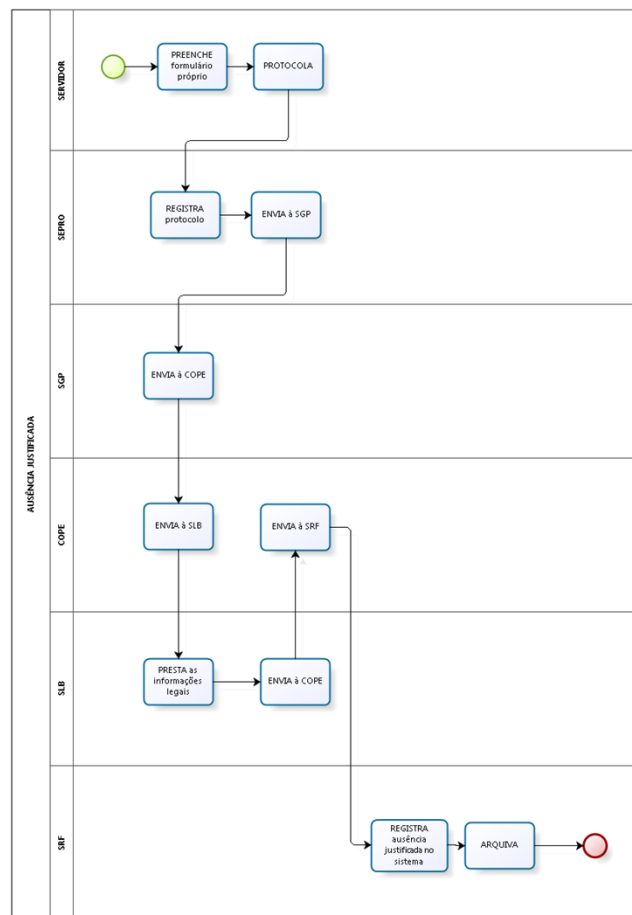 AUSÊNCIA JUSTIFICADA
SERVIDOR
PREENCHE
formulário
próprio
PROTOCOLA
SEPRO
REGISTRA
protocolo
ENVIA à SGP
SGP
ENVIA à COPE
COPE
ENVIA à SLB
ENVIA à SRF
SLB
PRESTA as
informações
legais
ENVIA à COPE
SRF
REGISTRA
ausência
justificada no
sistema
ARQUIVA